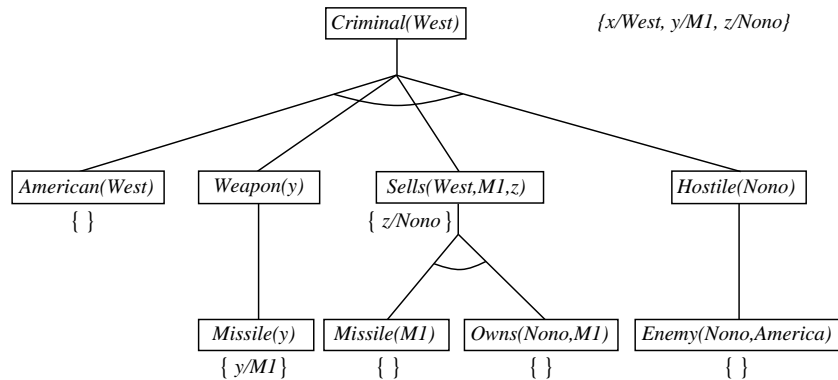 Criminal(West)
{x/West, y/M1, z/Nono}
American(West)
Weapon(y)
Sells(West,M1,z)
Hostile(Nono)
{ }
{ z/Nono }
Missile(y)
Missile(M1)
Owns(Nono,M1)
Enemy(Nono,America)
{ y/M1 }
{ }
{ }
{ }